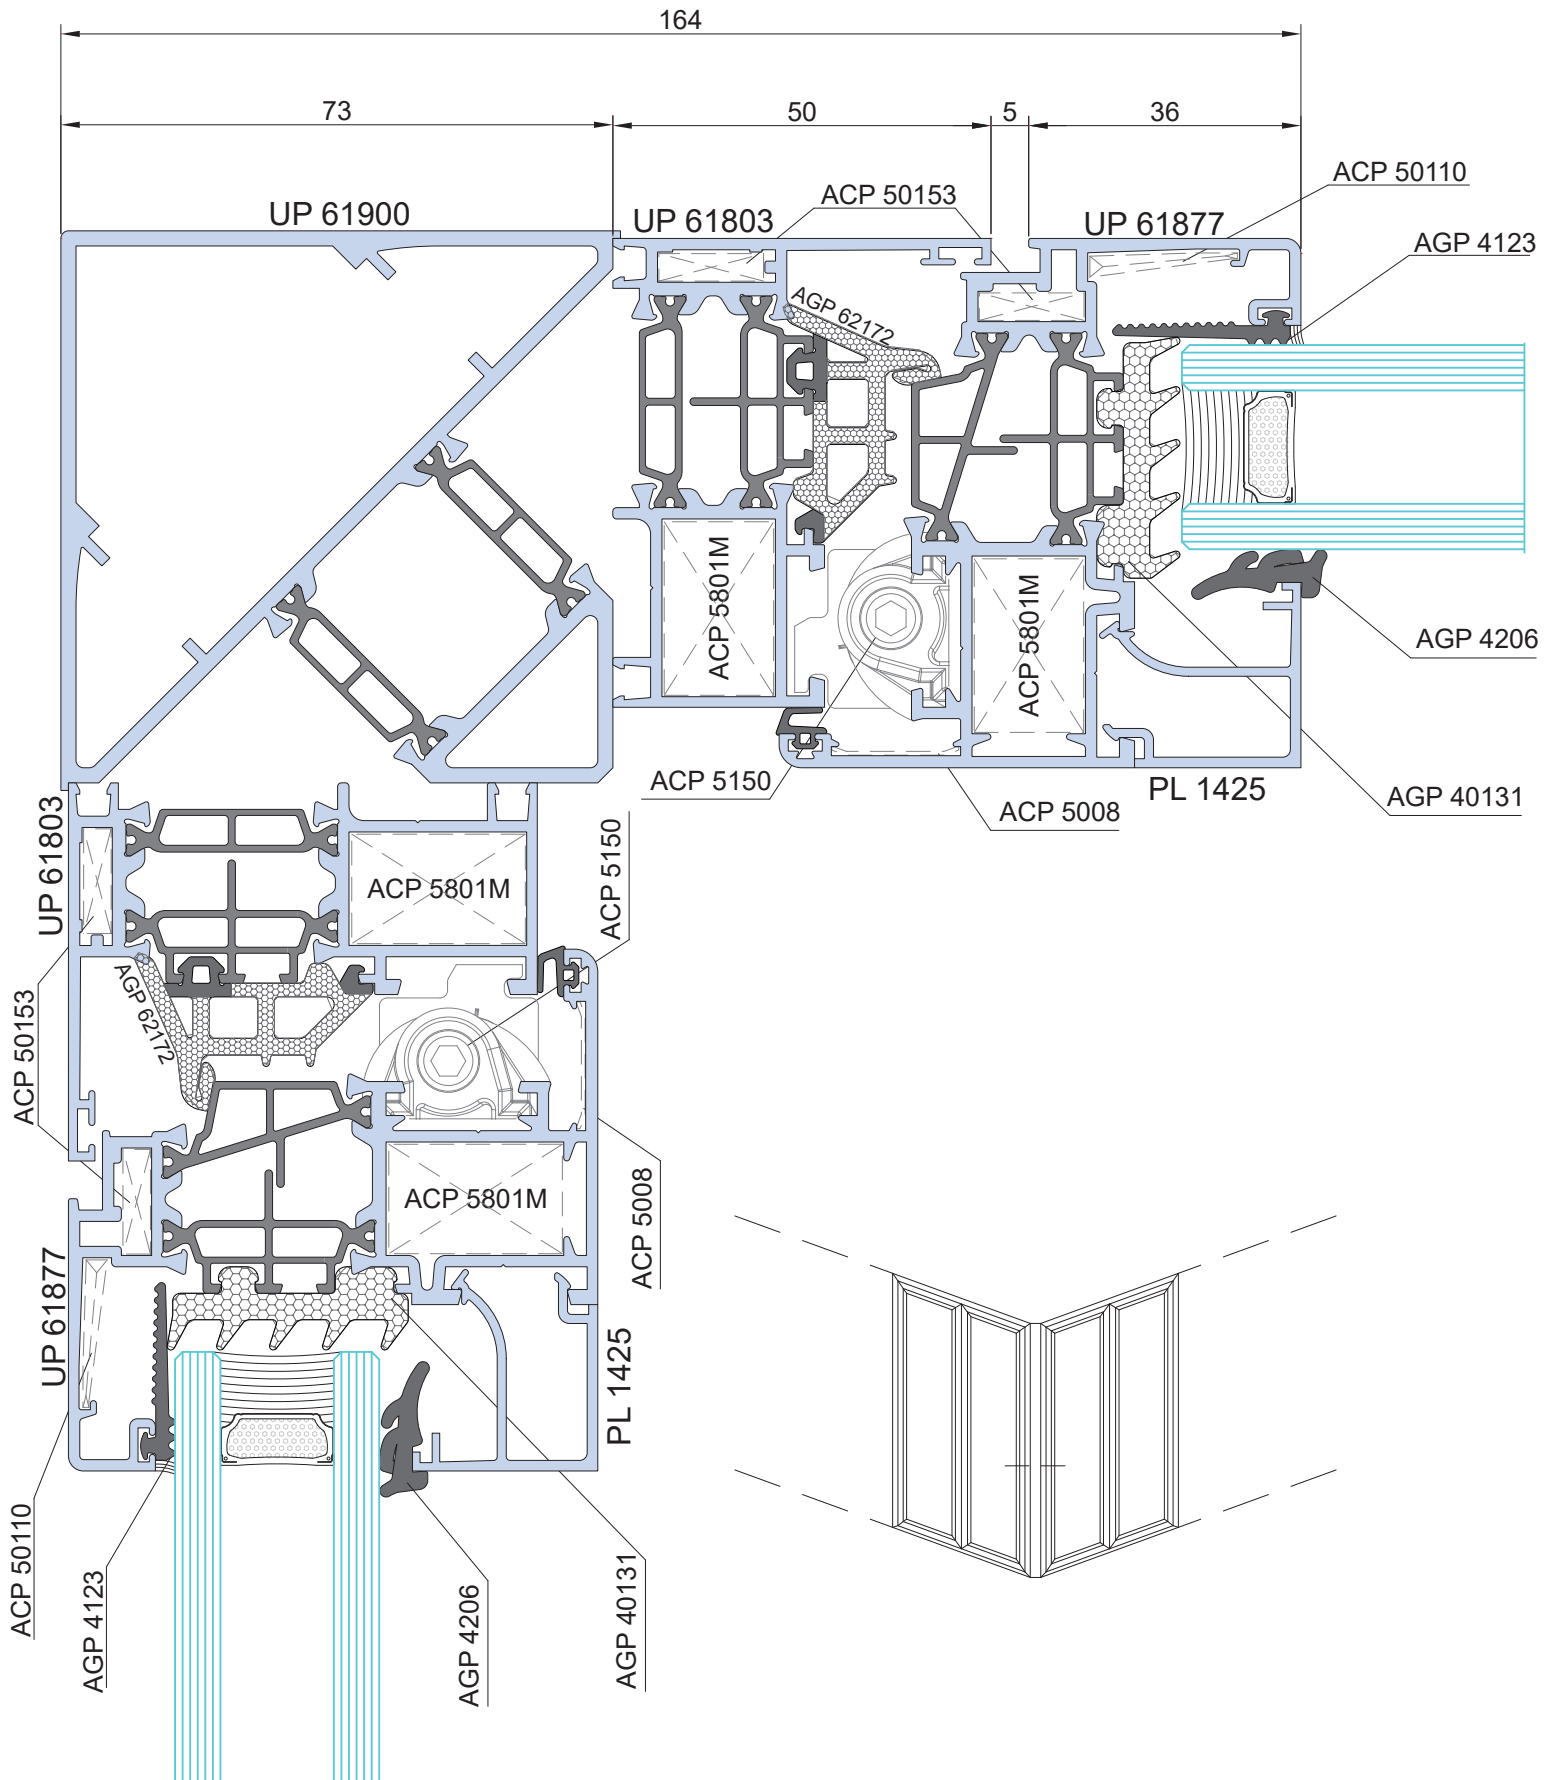 164
73
50
5
36
ACP 50110
ACP 50153
UP 61900
UP 61803
UP 61877
AGP 4123
AGP 62172
ACP 5801M
ACP 5801M
AGP 4206
ACP 5150
ACP 5008
PL 1425
AGP 40131
UP 61803
ACP 5801M
ACP 5150
AGP 62172
ACP 50153
ACP 5801M
ACP 5008
UP 61877
PL 1425
ACP 50110
AGP 4123
AGP 4206
AGP 40131